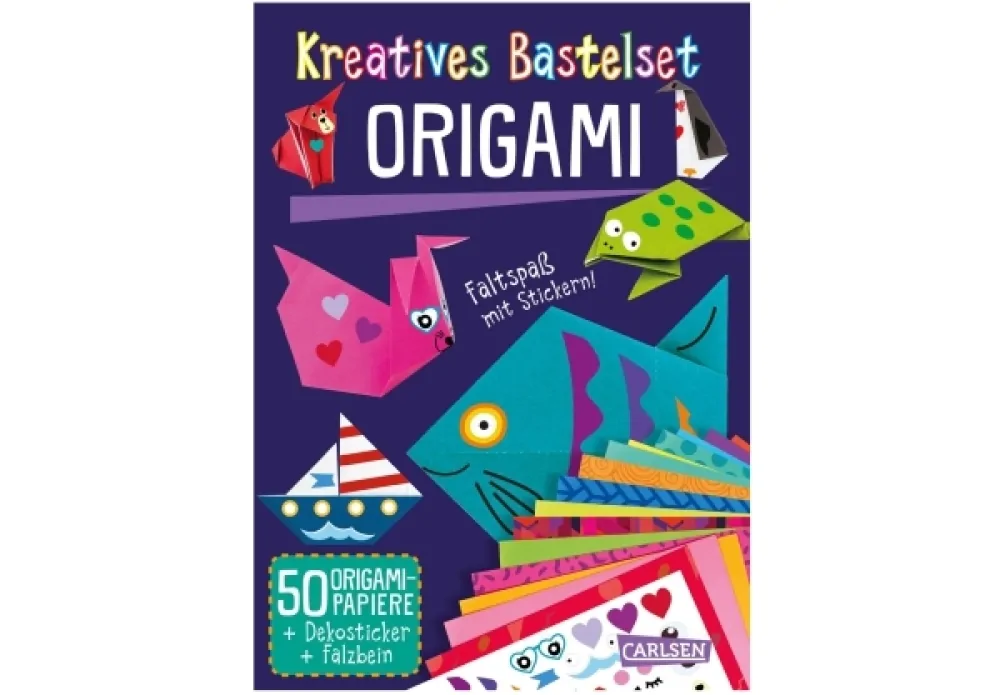 Kreatives Bastelset
ORIGAMI
Faltspaß
mit Stickern!
50 ORIGAMI-
PAPIERE
+ Dekosticker
+ Falzbein
CARLSEN